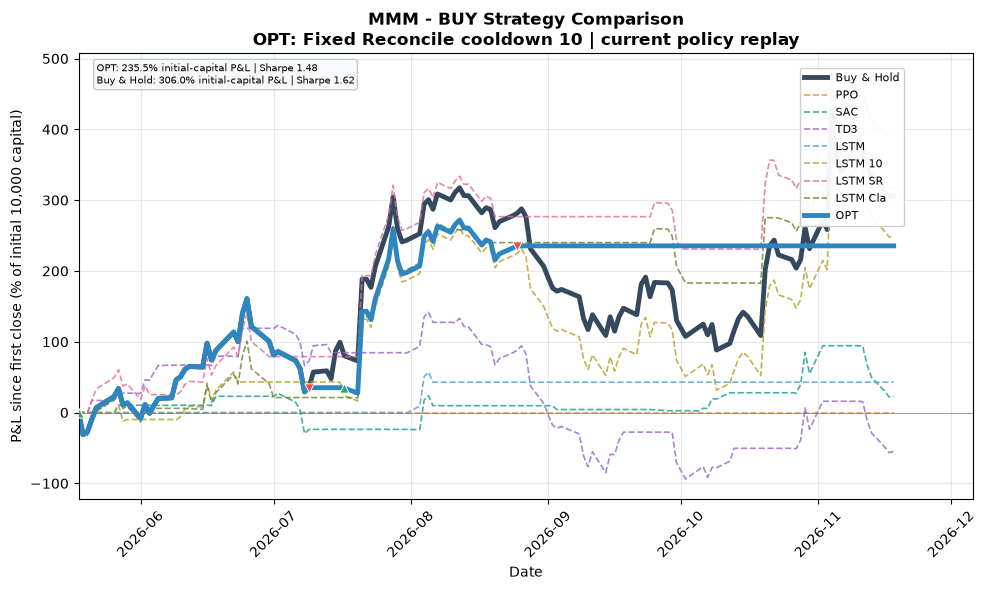 MMM - BUY Strategy Comparison
OPT: Fixed Reconcile cooldown 10 | current policy replay
OPT: 235.5% initial-capital P&L | Sharpe 1.48
Buy & Hold: 306.0% initial-capital P&L | Sharpe 1.62
Buy & Hold
PPO
SAC
TD3
LSTM
LSTM 10
LSTM SR
LSTM Cla
OPT
P&L since first close (% of initial 10,000 capital)
500
400
300
200
100
0
−100
2026-06
2026-07
2026-08
2026-09
2026-10
2026-11
2026-12
Date